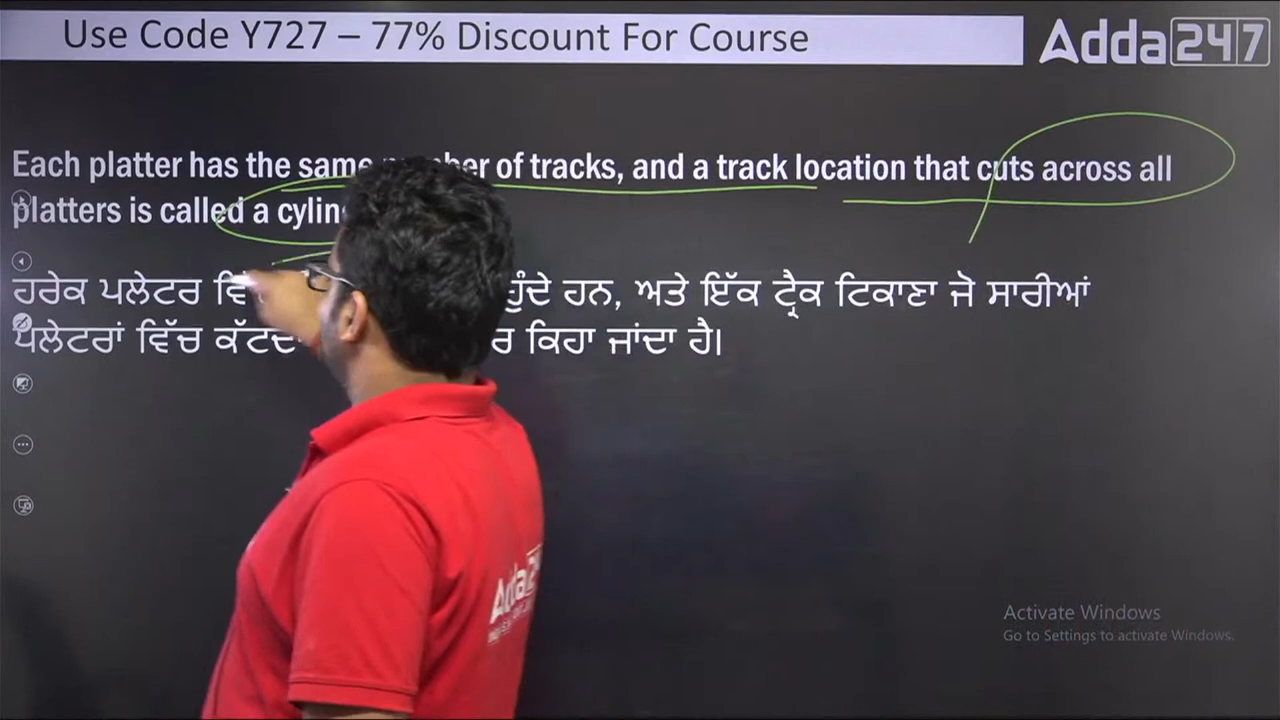 Use Code Y727 – 77% Discount For Course
Adda247
Each platter has the same of tracks, and a track location that cuts across all
platters is called a
ਹਰੇਕ ਪਲੇਟਰ ਹੁੰਦੇ ਹਨ, ਅਤੇ ਇੱਕ ਟ੍ਰੈਕ ਟਿਕਾਣਾ ਜੋ ਸਾਰੀਆਂ
ਪਲੇਟਰਾਂ ਵਿੱਚ ਕਿਹਾ ਜਾਂਦਾ ਹੈ।
Activate Windows
Go to Settings to activate Windows.